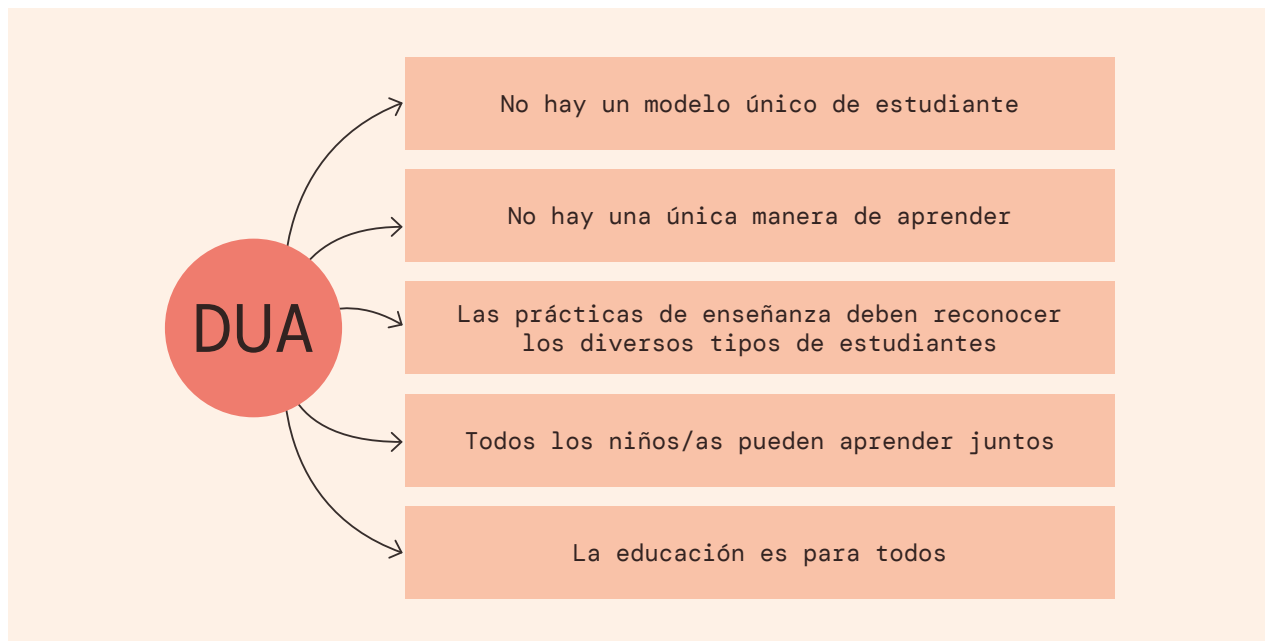 No hay un modelo único de estudiante
No hay una única manera de aprender
DUA
Las prácticas de enseñanza deben reconocer
los diversos tipos de estudiantes
Todos los niños/as pueden aprender juntos
La educación es para todos